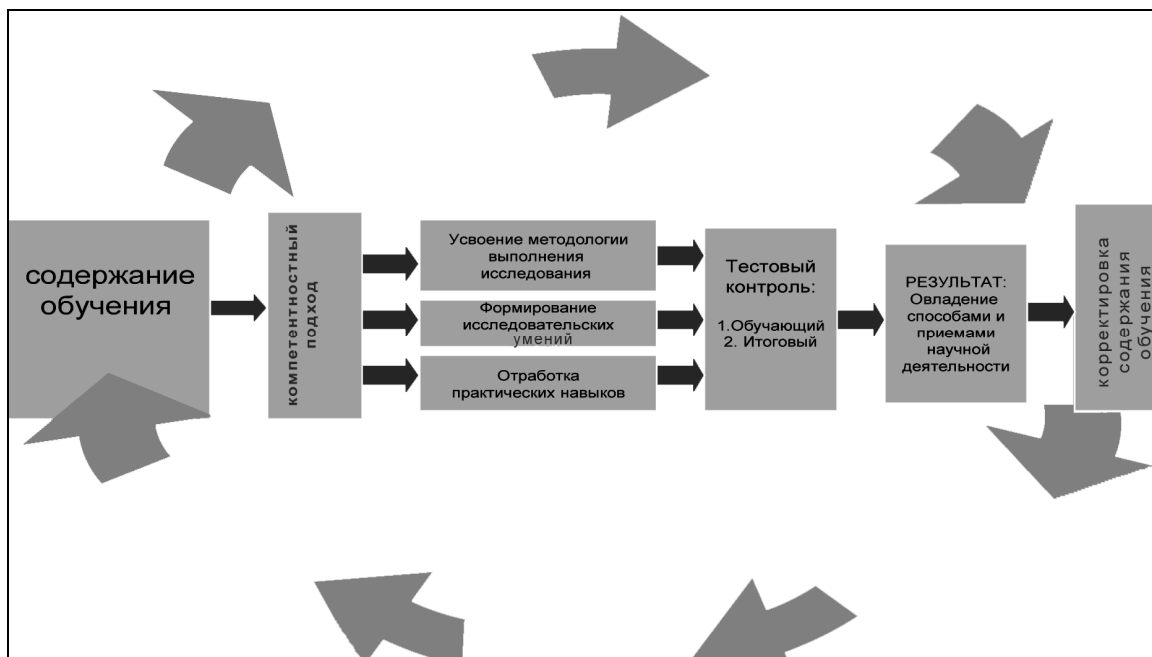 содержание
обучения
компетентностный
подход
Усвоение методологии
выполнения
исследования
Формирование
исследовательских
умений
Отработка
практических навыков
Тестовый
контроль:
1.Обучающий
2. Итоговый
РЕЗУЛЬТАТ:
Овладение
способами и
приемами
научной
деятельности
корректировка
содержания
обучения